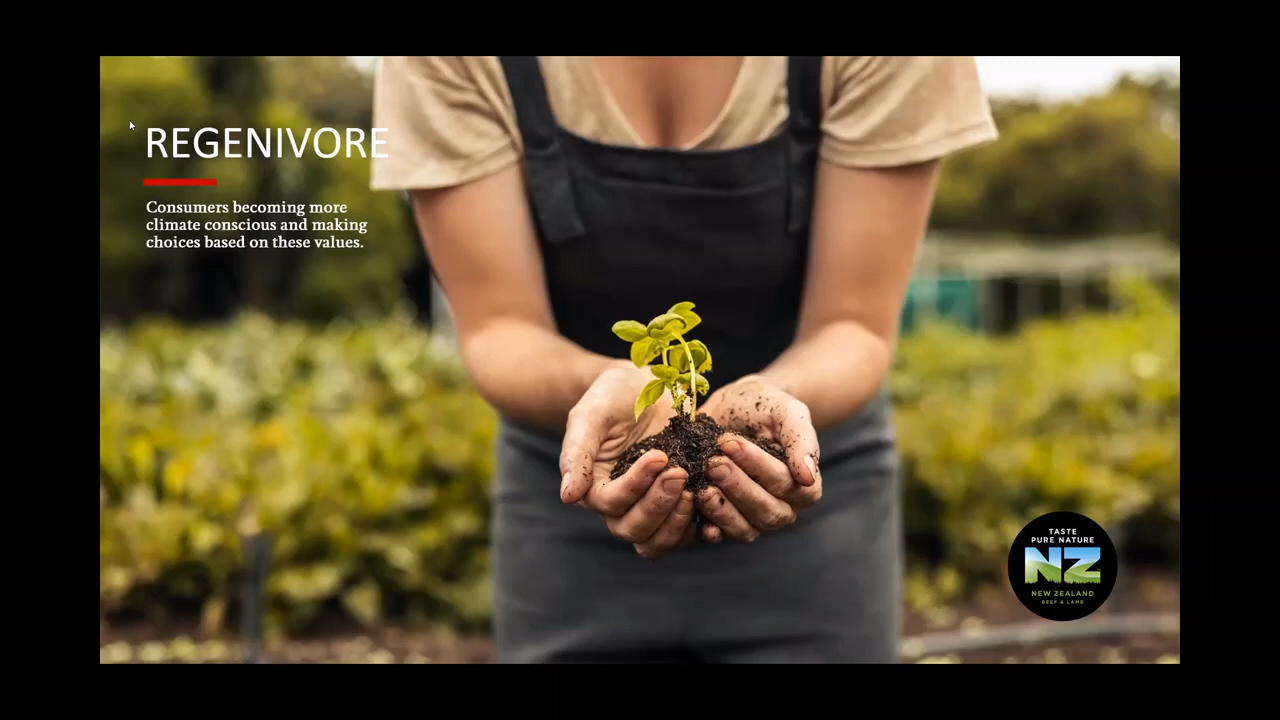 REGENIVORE
Consumers becoming more
climate conscious and making
choices based on these values.
TASTE
PURE NATURE
NZ
NEW ZEALAND
BEEF & LAMB